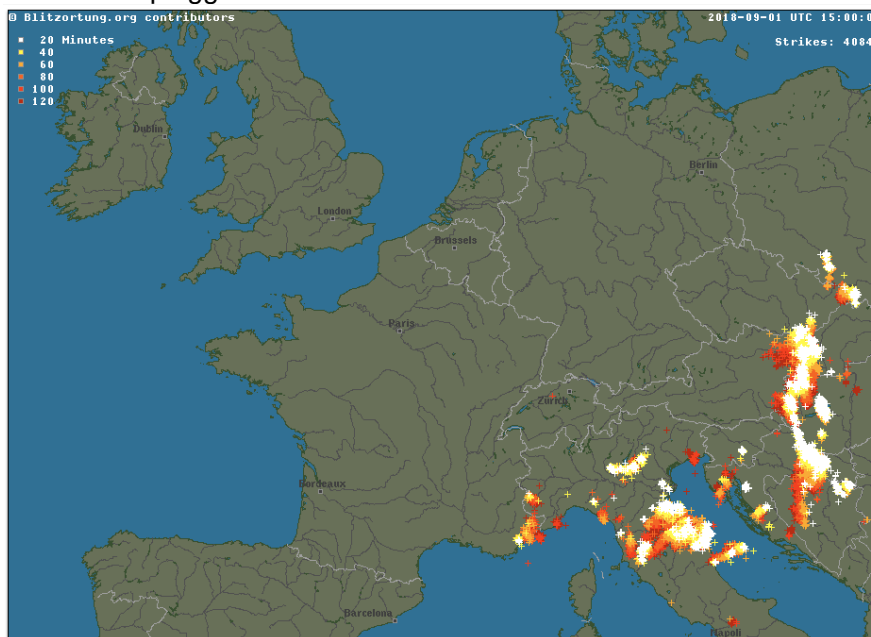 © Blitzortung.org contributors
2018-09-01 UTC 15:00:0
Strikes: 4084
20 Minutes
40
60
80
100
120
Dublin
Berlin
London
Brüssels
Paris
Zürich
Bordeaux
Barcelona
Napoli